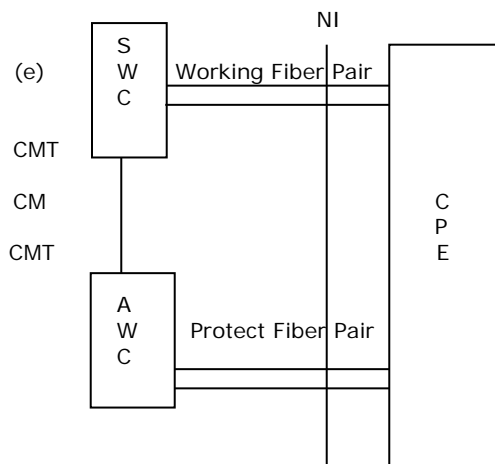 NI
(e)
S
W
C
Working Fiber Pair
CMT
CM
CMT
C
P
E
A
W
C
Protect Fiber Pair